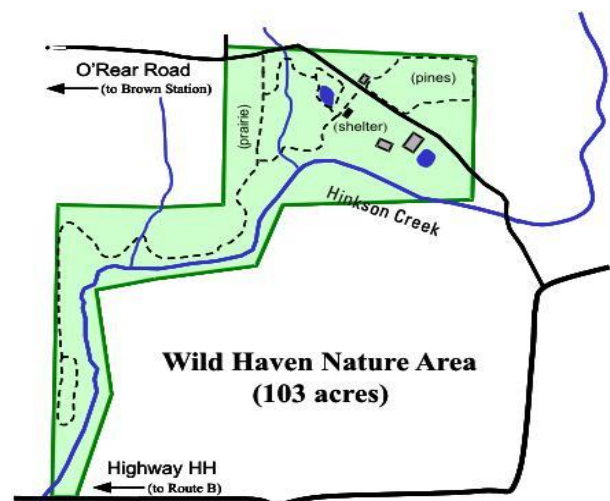 O'Rear Road
(to Brown Station)
(pines)
(prairie)
(shelter)
Hinkson Creek
Wild Haven Nature Area
(103 acres)
Highway HH
(to Route B)